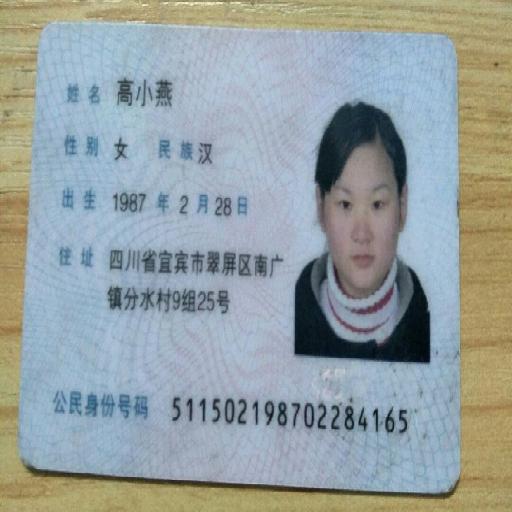 姓名 高小燕
性别 女 民族 汉
出生 1987 年 2 月 28 日
住址 四川省宜宾市翠屏区南广
镇分水村9组25号
公民身份号码 511502198702284165